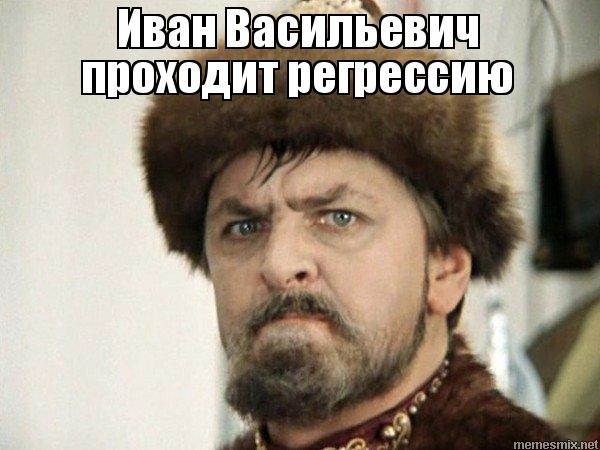 Иван Васильевич
проходит регрессию
memesmix.net